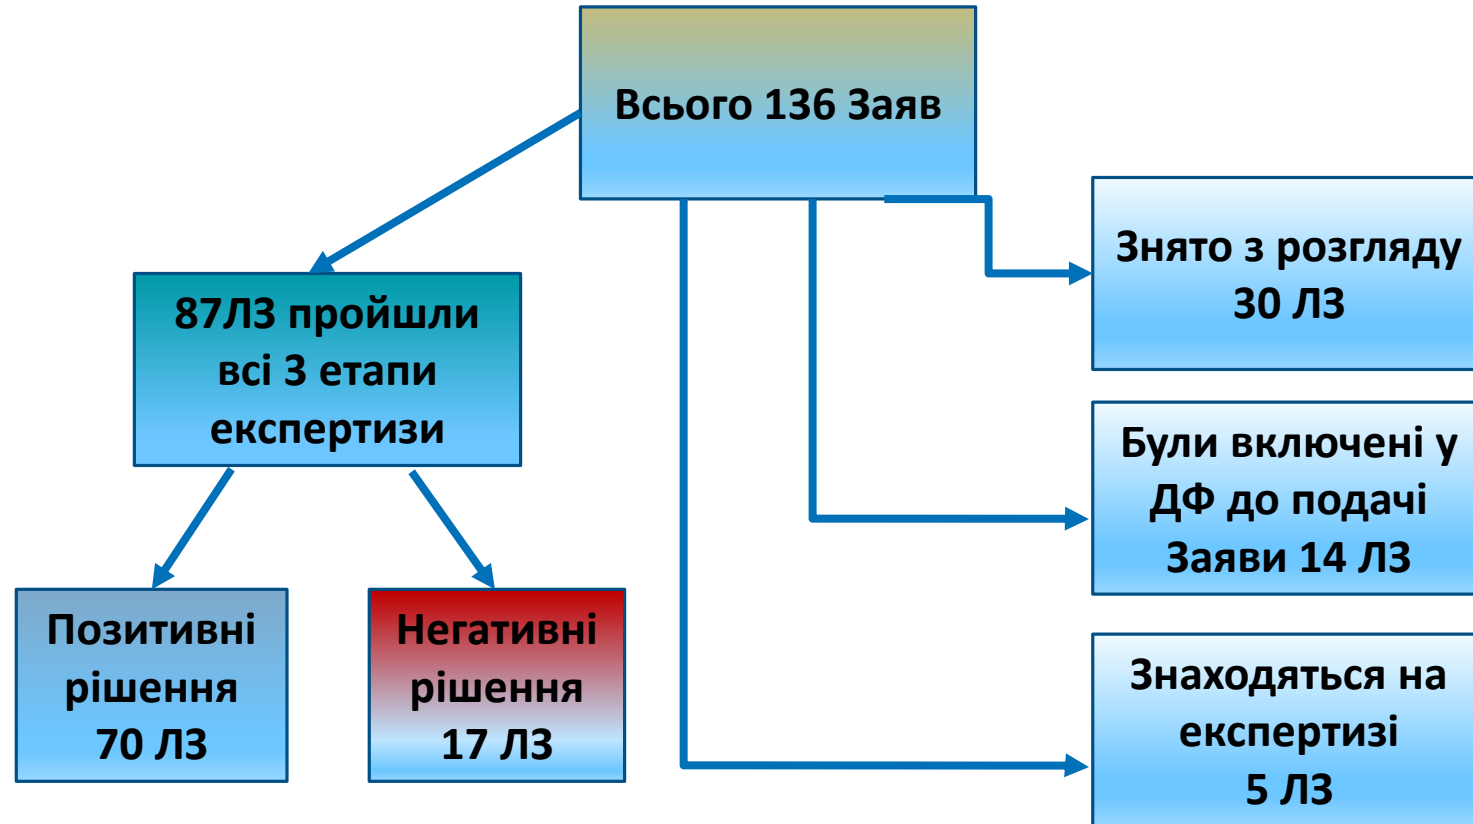 Всього 136 Заяв
87ЛЗ пройшли
всі 3 етапи
експертизи
Позитивні
рішення
70 ЛЗ
Негативні
рішення
17 ЛЗ
Знято з розгляду
30 ЛЗ
Були включені у
ДФ до подачі
Заяви 14 ЛЗ
Знаходяться на
експертизі
5 ЛЗ